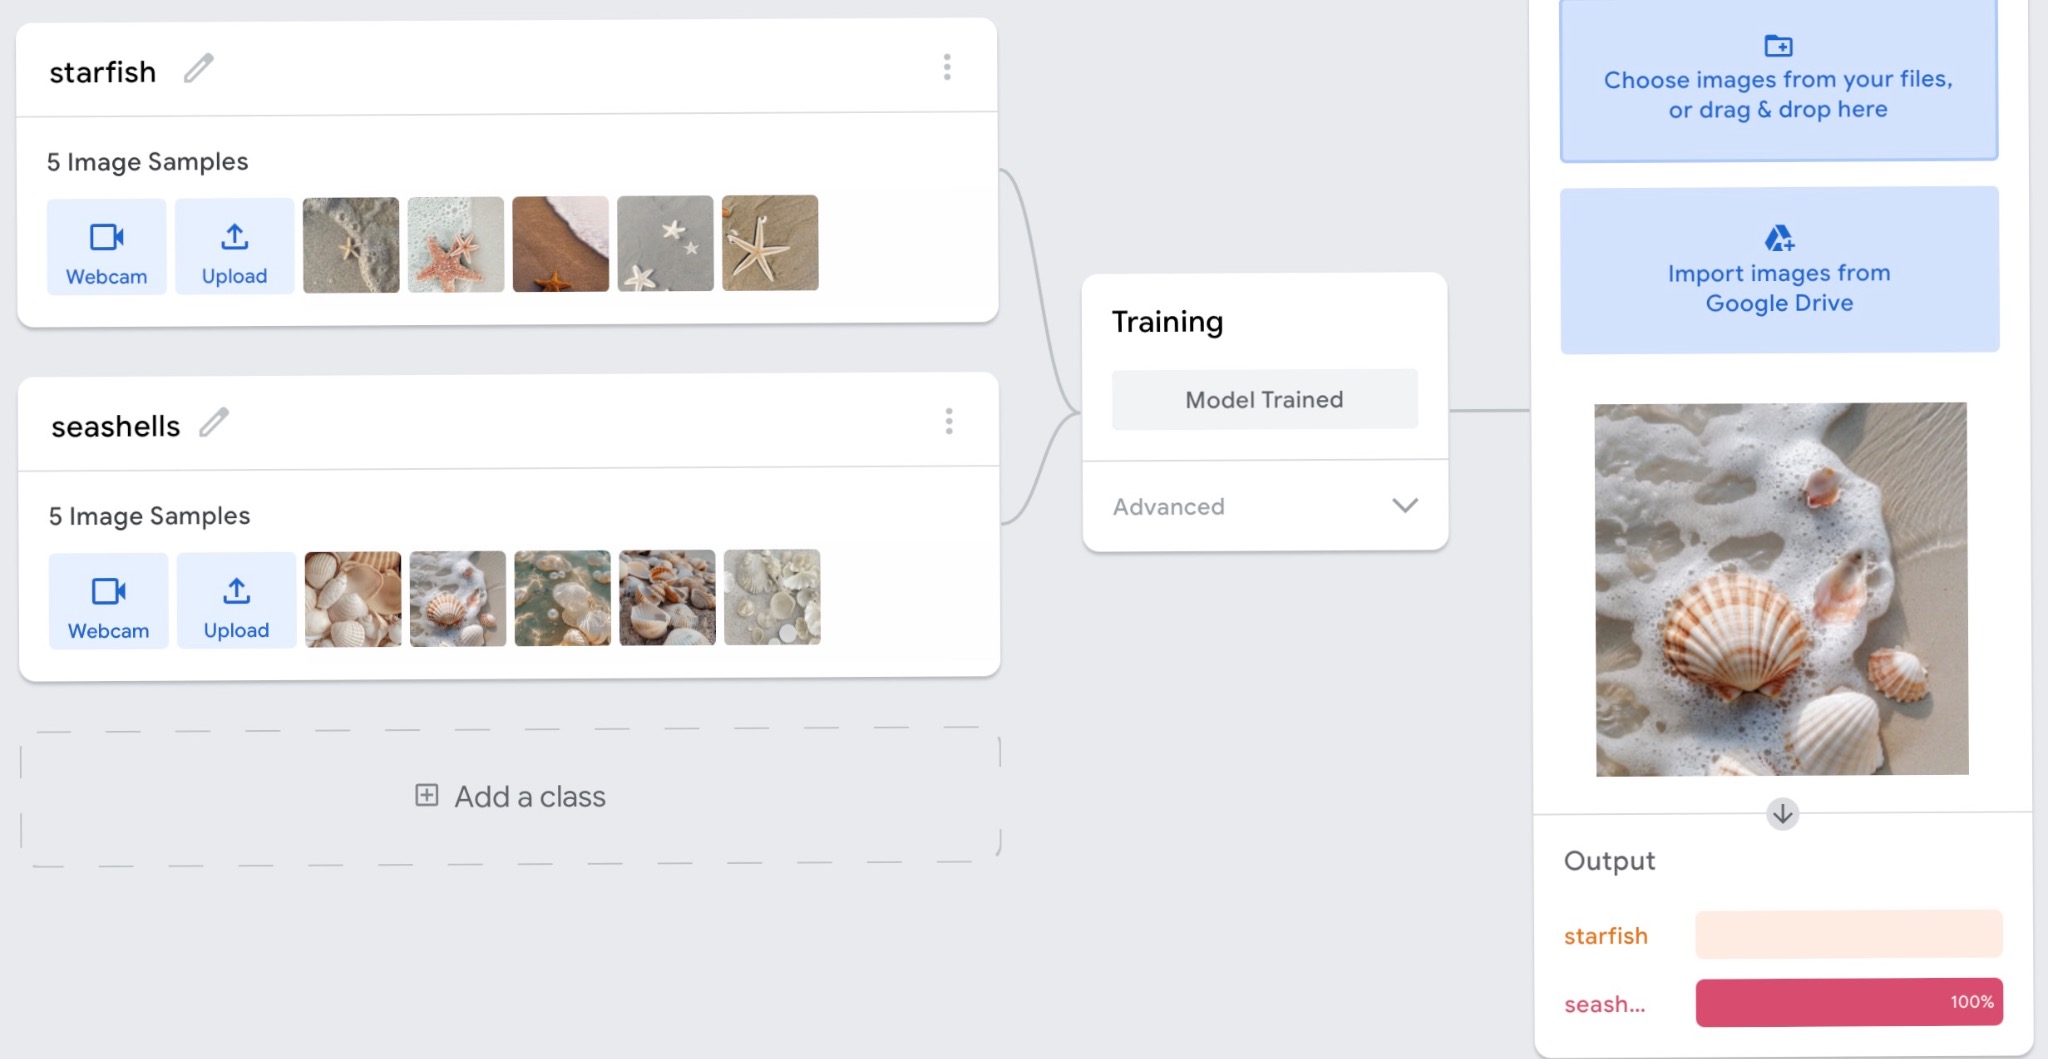 starfish
5 Image Samples
Webcam
Upload
seashells
5 Image Samples
Webcam
Upload
Add a class
Training
Model Trained
Advanced
Choose images from your files,
or drag & drop here
Import images from
Google Drive
Output
starfish
seash...
100%